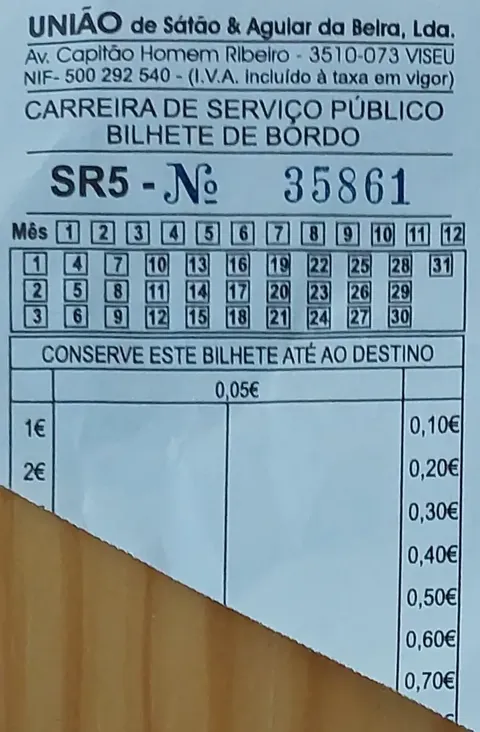 UNIÃO de Sátão & Aguiar da Beira, Lda.
Av. Capitão Homem Ribeiro - 3510-073 VISEU
NIF- 500 292 540 - (I.V.A. incluído à taxa em vigor)
CARREIRA DE SERVIÇO PÚBLICO
BILHETE DE BORDO
SR5 - Nº 35861
Mês 1 2 3 4 5 6 7 8 9 10 11 12
1 4 7 10 13 16 19 22 25 28 31
2 5 8 11 14 17 20 23 26 29
3 6 9 12 15 18 21 24 27 30
CONSERVE ESTE BILHETE ATÉ AO DESTINO
0,05€
1€ 0,10€
2€ 0,20€
0,30€
0,40€
0,50€
0,60€
0,70€